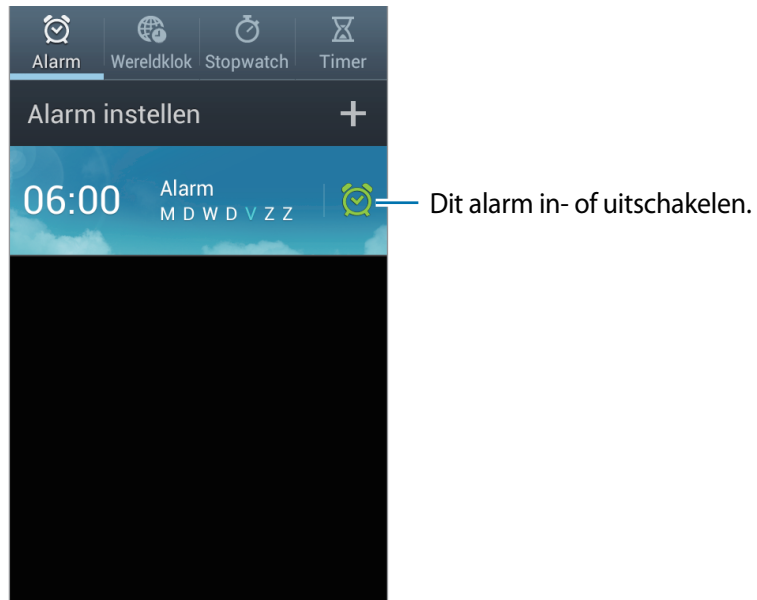 Alarm Wereldklok Stopwatch Timer
Alarm instellen
06:00 Alarm
M D W D V Z Z
Dit alarm in- of uitschakelen.